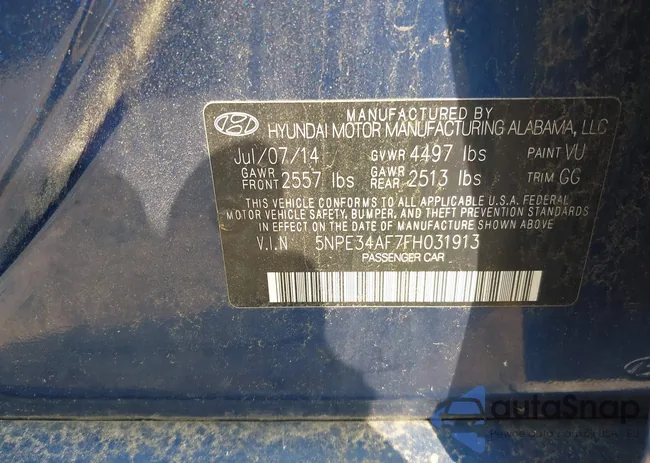 MANUFACTURED BY
HYUNDAI MOTOR MANUFACTURING ALABAMA, LLC
Jul/07/14 GVWR 4497 lbs PAINT VU
GAWR FRONT 2557 lbs GAWR REAR 2513 lbs TRIM GG
THIS VEHICLE CONFORMS TO ALL APPLICABLE U.S.A. FEDERAL
MOTOR VEHICLE SAFETY, BUMPER, AND THEFT PREVENTION STANDARDS
IN EFFECT ON THE DATE OF MANUFACTURE SHOWN ABOVE
V.I.N 5NPE34AF7FH031913
PASSENGER CAR
autoSnap